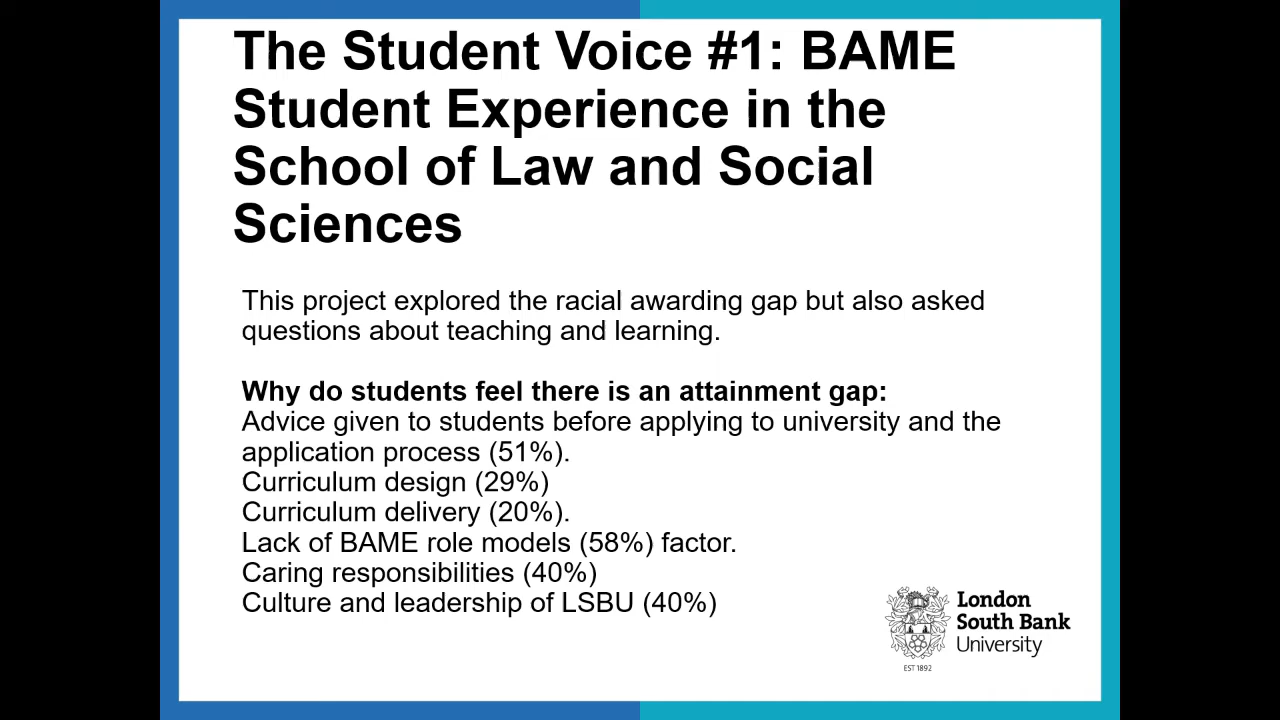 The Student Voice #1: BAME
Student Experience in the
School of Law and Social
Sciences
This project explored the racial awarding gap but also asked
questions about teaching and learning.
Why do students feel there is an attainment gap:
Advice given to students before applying to university and the
application process (51%).
Curriculum design (29%)
Curriculum delivery (20%).
Lack of BAME role models (58%) factor.
Caring responsibilities (40%)
Culture and leadership of LSBU (40%)
London
South Bank
University
EST 1892